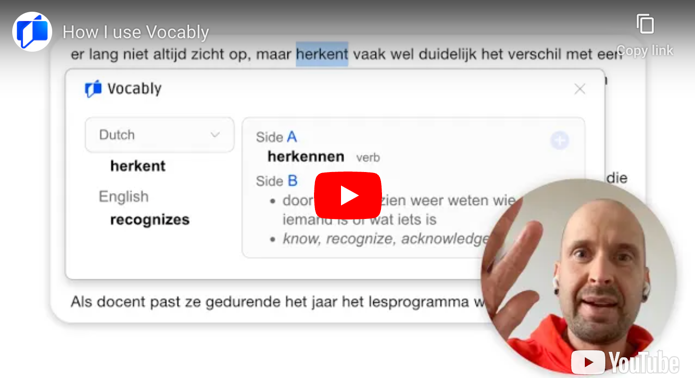 How I use Vocably
Copy link
er lang niet altijd zicht op, maar herkent vaak wel duidelijk het verschil met een
Vocably
Dutch
herkent
English
recognizes
Side A
herkennen verb
Side B
door zien weer weten wie
iemand is of wat iets is
know, recognize, acknowledge
die
Als docent past ze gedurende het jaar het lesprogramma
YouTube